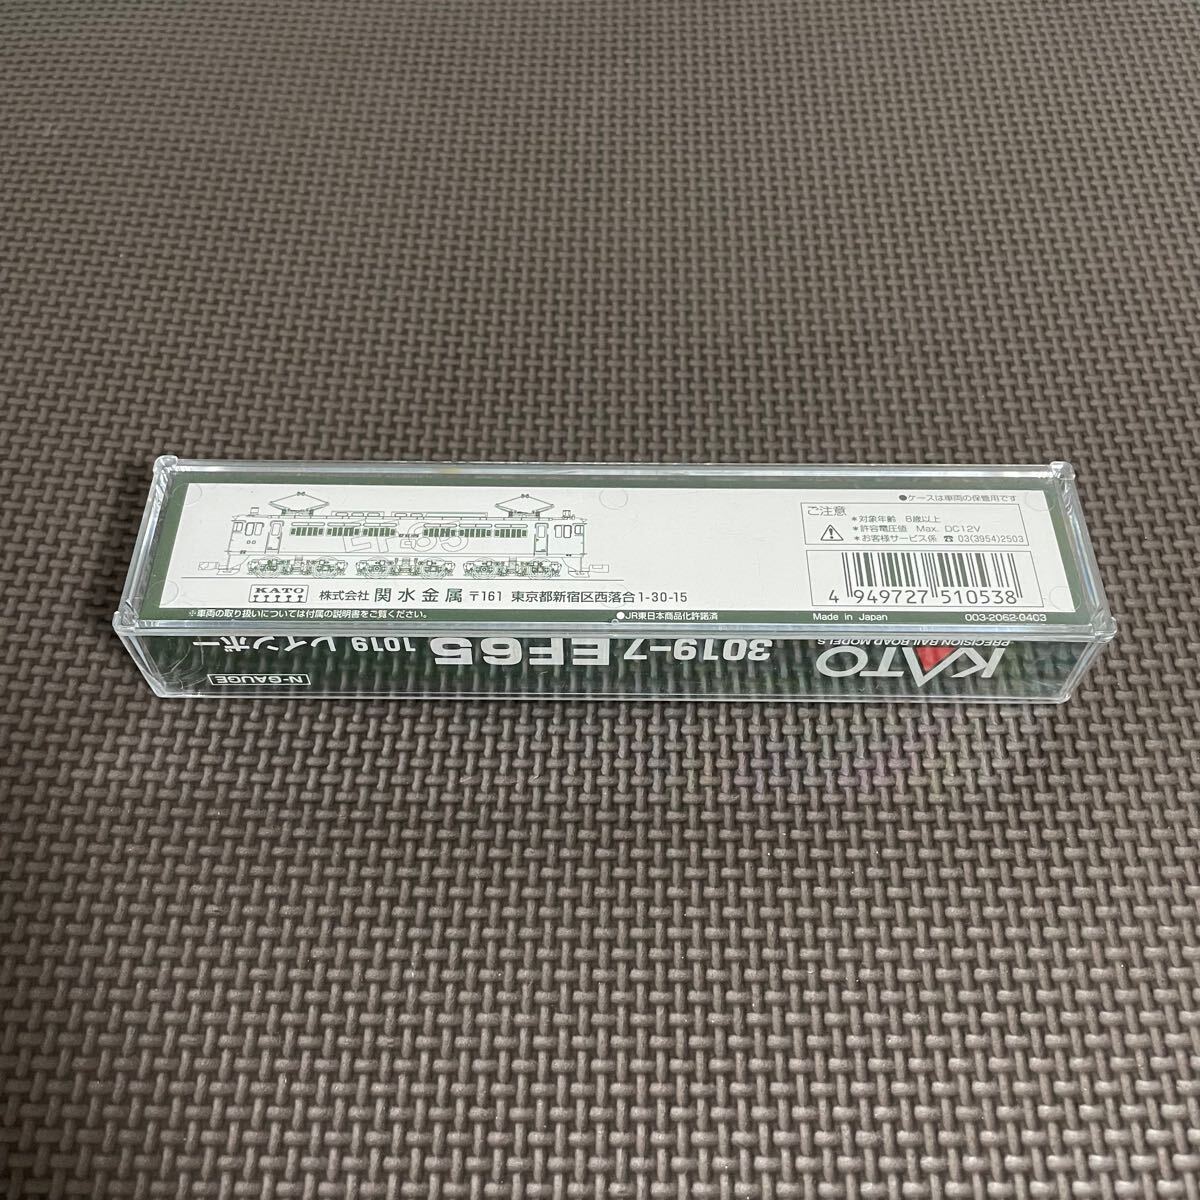 ●ケースは車両の保管用です
ご注意
*対象年齢 8歳以上
*許容電圧値 Max. DC12V
*お客様サービス係 ☎ 03(3954)2503
EF65
KATO
株式会社 関水金属 〒161 東京都新宿区西落合1-30-15
4 949727 510538
※車両の取り扱いについては付属の説明書をご覧ください。
●JR東日本商品化許諾済
Made in Japan
003-2062-0403
KATO
PRECISION RAILROAD MODELS
3019-7 EF65 1019 レインボー
N-GAUGE